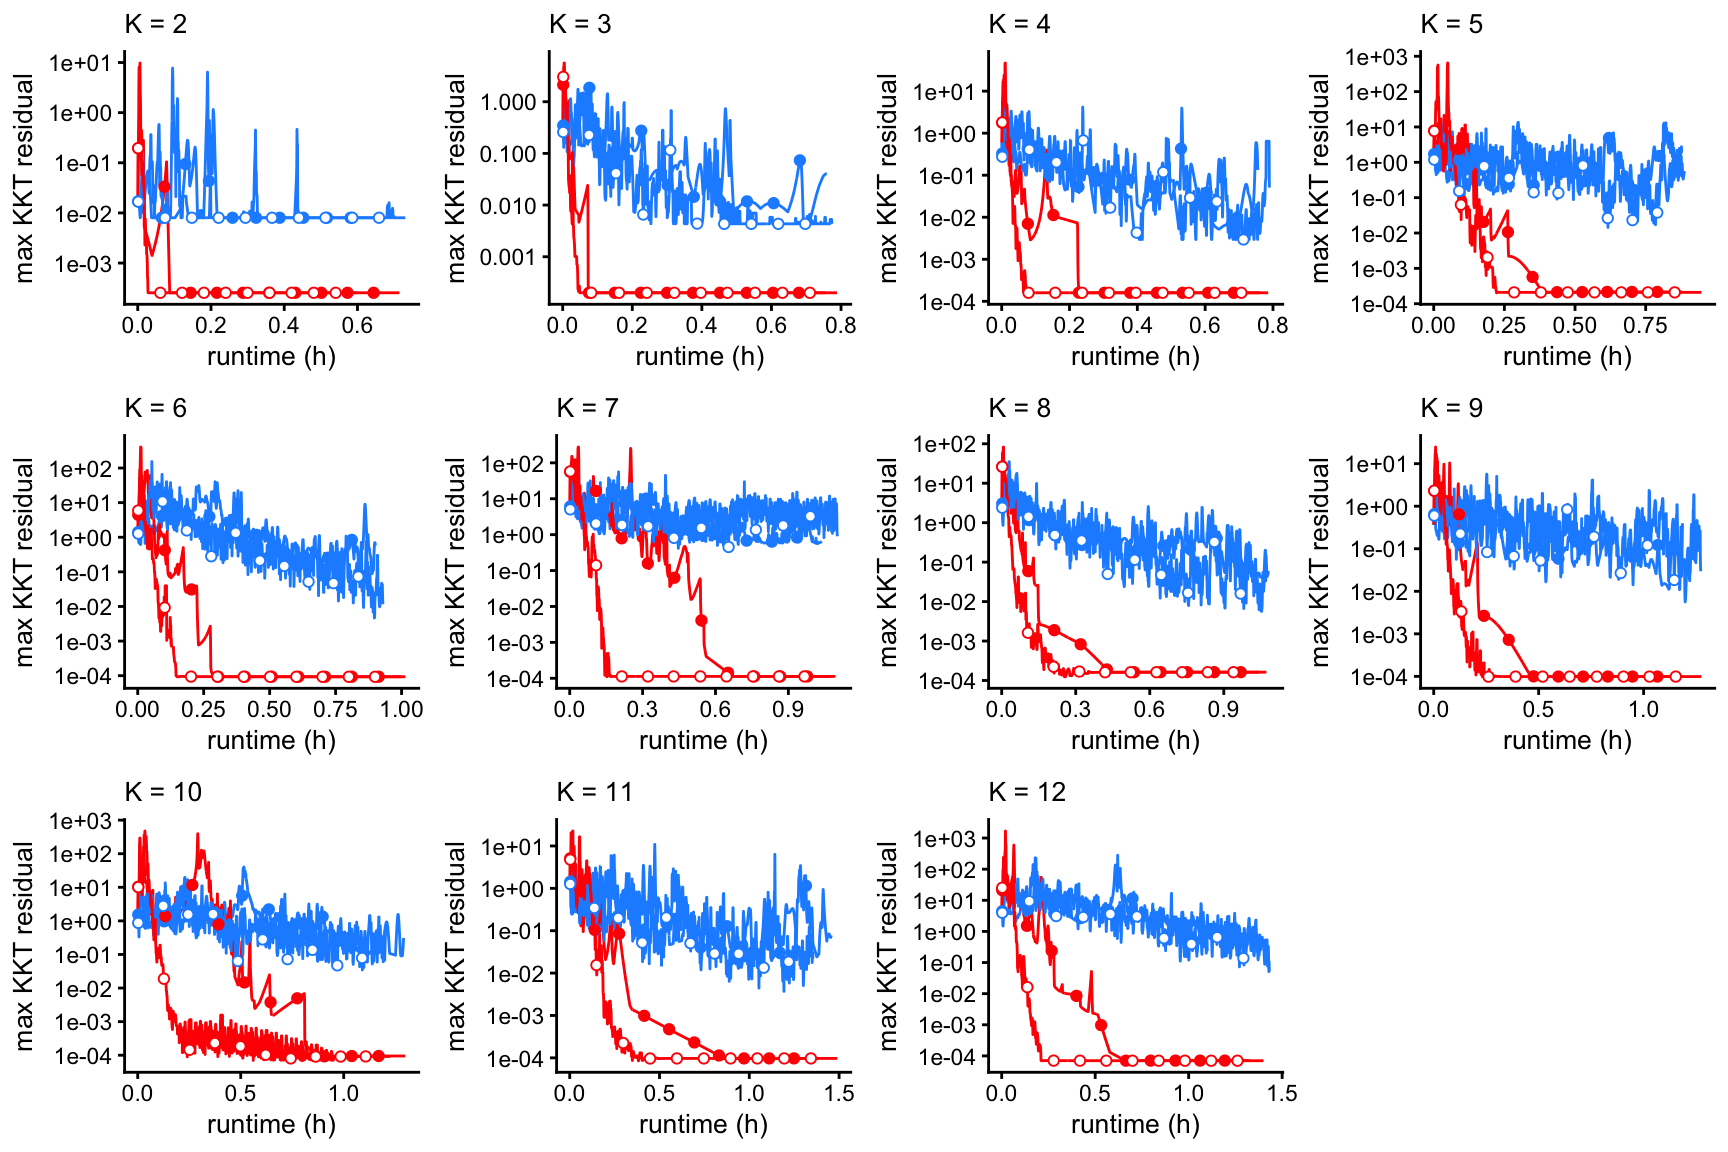 K = 2
max KKT residual
1e+01
1e+00
1e-01
1e-02
1e-03
0.0 0.2 0.4 0.6
runtime (h)
K = 3
max KKT residual
1.000
0.100
0.010
0.001
0.0 0.2 0.4 0.6 0.8
runtime (h)
K = 4
max KKT residual
1e+01
1e+00
1e-01
1e-02
1e-03
1e-04
0.0 0.2 0.4 0.6 0.8
runtime (h)
K = 5
max KKT residual
1e+03
1e+02
1e+01
1e+00
1e-01
1e-02
1e-03
1e-04
0.00 0.25 0.50 0.75
runtime (h)
K = 6
max KKT residual
1e+02
1e+01
1e+00
1e-01
1e-02
1e-03
1e-04
0.00 0.25 0.50 0.75 1.00
runtime (h)
K = 7
max KKT residual
1e+02
1e+01
1e+00
1e-01
1e-02
1e-03
1e-04
0.0 0.3 0.6 0.9
runtime (h)
K = 8
max KKT residual
1e+02
1e+01
1e+00
1e-01
1e-02
1e-03
1e-04
0.0 0.3 0.6 0.9
runtime (h)
K = 9
max KKT residual
1e+01
1e+00
1e-01
1e-02
1e-03
1e-04
0.0 0.5 1.0
runtime (h)
K = 10
max KKT residual
1e+03
1e+02
1e+01
1e+00
1e-01
1e-02
1e-03
1e-04
0.0 0.5 1.0
runtime (h)
K = 11
max KKT residual
1e+01
1e+00
1e-01
1e-02
1e-03
1e-04
0.0 0.5 1.0 1.5
runtime (h)
K = 12
max KKT residual
1e+03
1e+02
1e+01
1e+00
1e-01
1e-02
1e-03
1e-04
0.0 0.5 1.0 1.5
runtime (h)